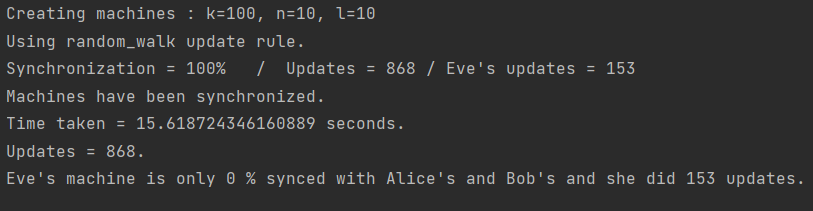 Creating machines : k=100, n=10, l=10
Using random_walk update rule.
Synchronization = 100%   /  Updates = 868 / Eve's updates = 153
Machines have been synchronized.
Time taken = 15.618724346160889 seconds.
Updates = 868.
Eve's machine is only 0 % synced with Alice's and Bob's and she did 153 updates.